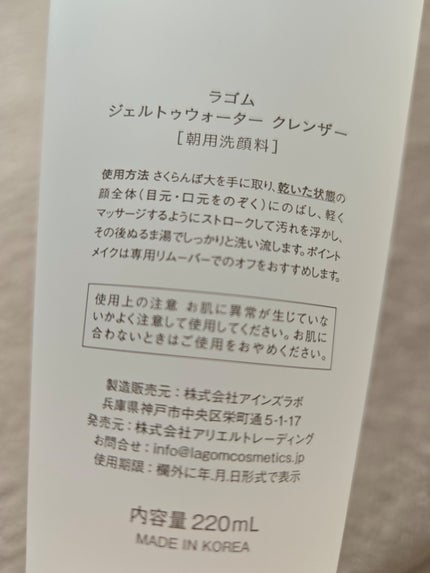 ラゴム
ジェルトゥウォーター クレンザー
［朝用洗顔料］
使用方法 さくらんぼ大を手に取り、乾いた状態の
顔全体（目元・口元をのぞく）にのばし、軽く
マッサージするようにストロークして汚れを浮かし、
その後ぬるま湯でしっかりと洗い流します。ポイント
メイクは専用リムーバーでのオフをおすすめします。
使用上の注意 お肌に異常が生じていな
いかよく注意して使用してください。お肌に
合わないときはご使用をおやめください。
製造販売元：株式会社アインズラボ
兵庫県神戸市中央区栄町通5-1-17
発売元：株式会社アリエルトレーディング
お問合せ：info@lagomcosmetics.jp
使用期限：欄外に年.月.日形式で表示
内容量 220mL
MADE IN KOREA